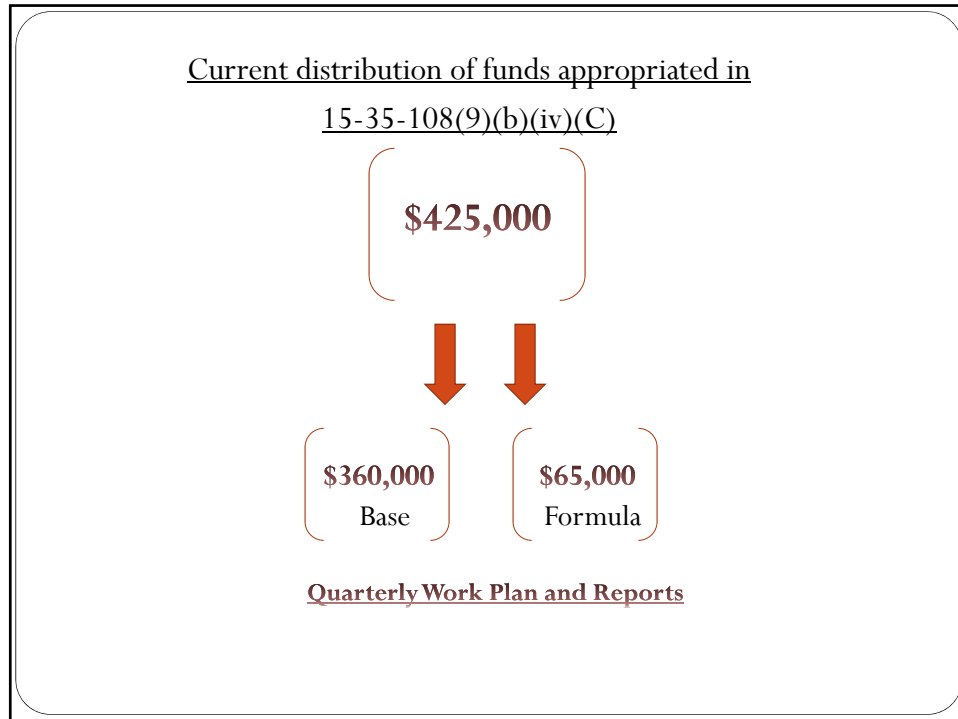 Current distribution of funds appropriated in
15-35-108(9)(b)(iv)(C)
$425,000
$360,000
Base
$65,000
Formula
Quarterly Work Plan and Reports